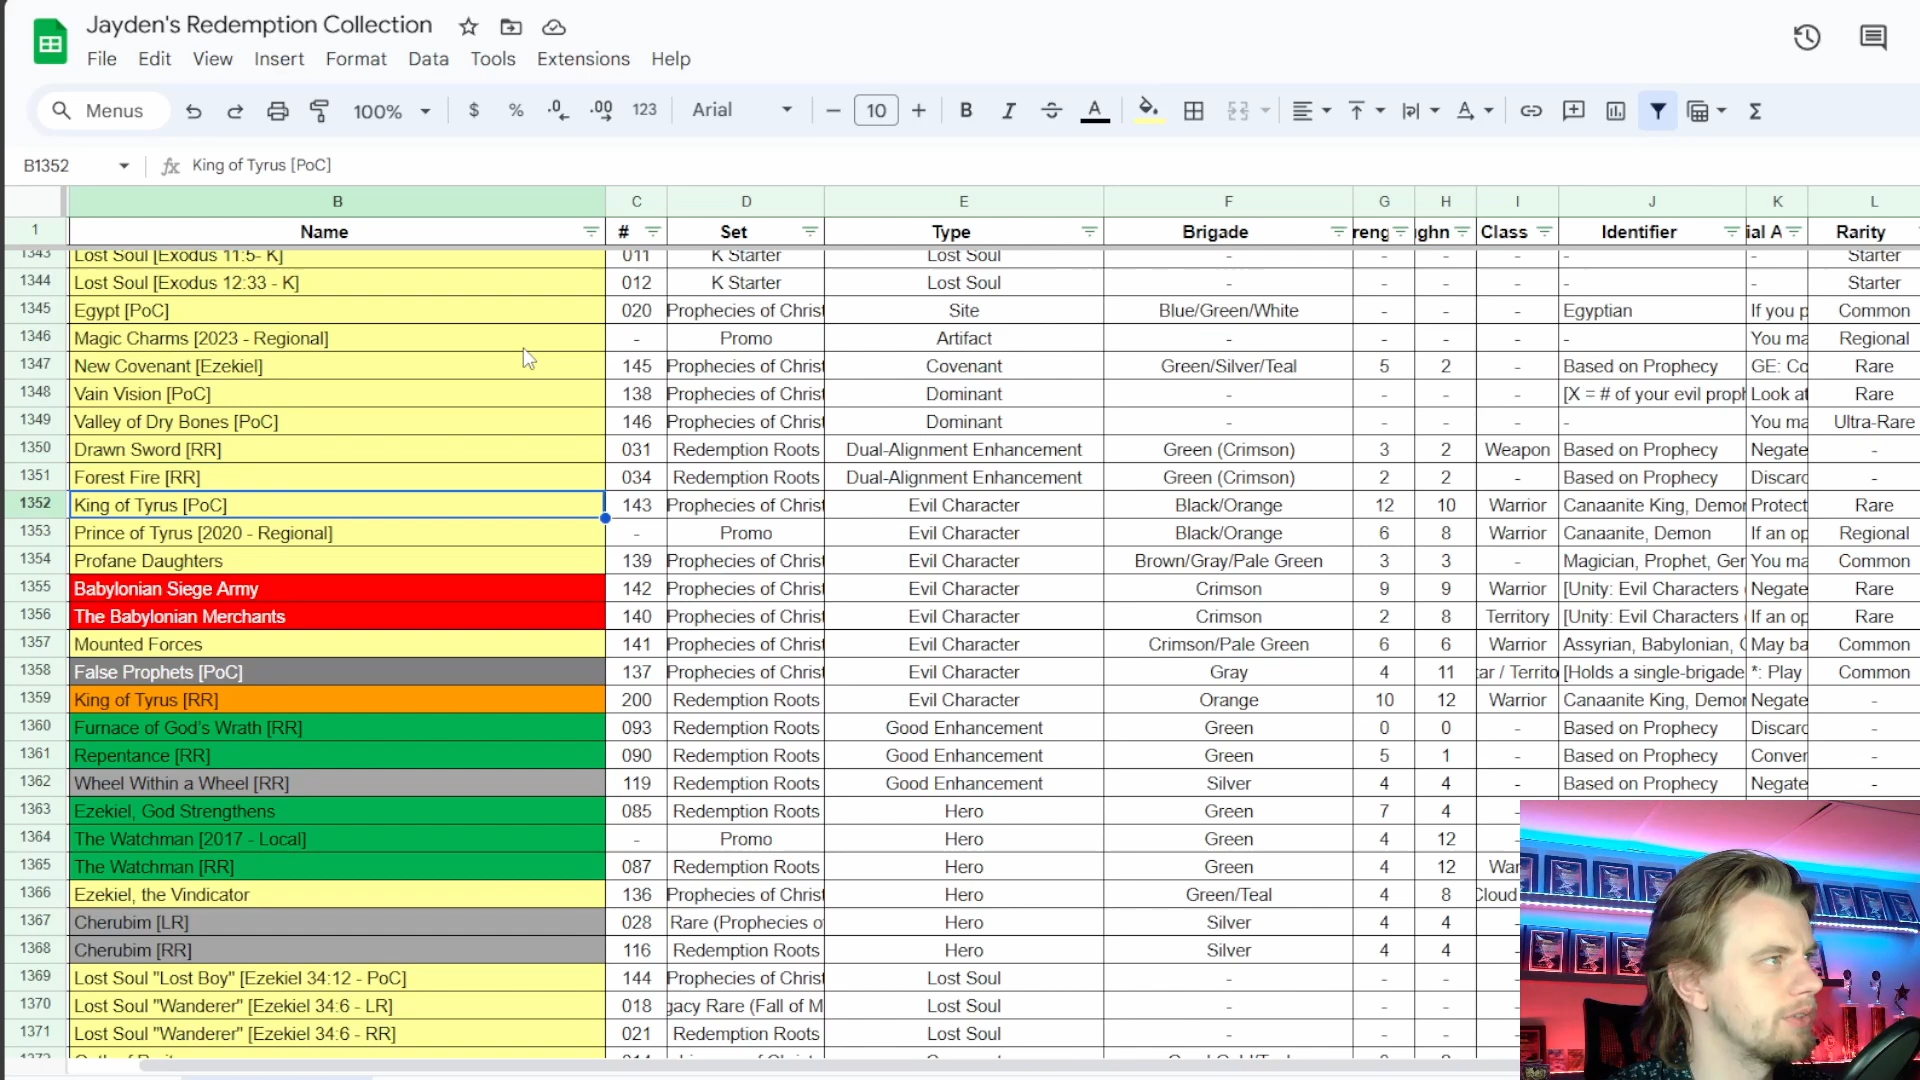 Jayden's Redemption Collection
File Edit View Insert Format Data Tools Extensions Help
Menus 100% $ % .0 .00 123 Arial 10 B I A
B1352 fx King of Tyrus [PoC]
B C D E F G H I J K L
1 Name # Set Type Brigade reng ghn Class Identifier ial A Rarity
1343 Lost Soul [Exodus 11:5- K] 011 K Starter Lost Soul - - - - - - Starter
1344 Lost Soul [Exodus 12:33 - K] 012 K Starter Lost Soul - - - - - - Starter
1345 Egypt [PoC] 020 Prophecies of Christ Site Blue/Green/White - - - Egyptian If you p Common
1346 Magic Charms [2023 - Regional] - Promo Artifact - - - - - You ma Regional
1347 New Covenant [Ezekiel] 145 Prophecies of Christ Covenant Green/Silver/Teal 5 2 - Based on Prophecy GE: Co Rare
1348 Vain Vision [PoC] 138 Prophecies of Christ Dominant - - - - [X = # of your evil proph Look at Rare
1349 Valley of Dry Bones [PoC] 146 Prophecies of Christ Dominant - - - - - You ma Ultra-Rare
1350 Drawn Sword [RR] 031 Redemption Roots Dual-Alignment Enhancement Green (Crimson) 3 2 Weapon Based on Prophecy Negate -
1351 Forest Fire [RR] 034 Redemption Roots Dual-Alignment Enhancement Green (Crimson) 2 2 - Based on Prophecy Discard -
1352 King of Tyrus [PoC] 143 Prophecies of Christ Evil Character Black/Orange 12 10 Warrior Canaanite King, Demon Protect Rare
1353 Prince of Tyrus [2020 - Regional] - Promo Evil Character Black/Orange 6 8 Warrior Canaanite, Demon If an op Regional
1354 Profane Daughters 139 Prophecies of Christ Evil Character Brown/Gray/Pale Green 3 3 - Magician, Prophet, Ger You ma Common
1355 Babylonian Siege Army 142 Prophecies of Christ Evil Character Crimson 9 9 Warrior [Unity: Evil Characters Negate Rare
1356 The Babylonian Merchants 140 Prophecies of Christ Evil Character Crimson 2 8 Territory [Unity: Evil Characters If an op Rare
1357 Mounted Forces 141 Prophecies of Christ Evil Character Crimson/Pale Green 6 6 Warrior Assyrian, Babylonian, C May ba Common
1358 False Prophets [PoC] 137 Prophecies of Christ Evil Character Gray 4 11 tar / Territo [Holds a single-brigade *: Play Common
1359 King of Tyrus [RR] 200 Redemption Roots Evil Character Orange 10 12 Warrior Canaanite King, Demon Negate -
1360 Furnace of God's Wrath [RR] 093 Redemption Roots Good Enhancement Green 0 0 - Based on Prophecy Discard -
1361 Repentance [RR] 090 Redemption Roots Good Enhancement Green 5 1 - Based on Prophecy Conver -
1362 Wheel Within a Wheel [RR] 119 Redemption Roots Good Enhancement Silver 4 4 - Based on Prophecy Negate -
1363 Ezekiel, God Strengthens 085 Redemption Roots Hero Green 7 4
1364 The Watchman [2017 - Local] - Promo Hero Green 4 12
1365 The Watchman [RR] 087 Redemption Roots Hero Green 4 12 War
1366 Ezekiel, the Vindicator 136 Prophecies of Christ Hero Green/Teal 4 8 Cloud
1367 Cherubim [LR] 028 Rare (Prophecies o Hero Silver 4 4
1368 Cherubim [RR] 116 Redemption Roots Hero Silver 4 4
1369 Lost Soul "Lost Boy" [Ezekiel 34:12 - PoC] 144 Prophecies of Christ Lost Soul - - -
1370 Lost Soul "Wanderer" [Ezekiel 34:6 - LR] 018 gacy Rare (Fall of M Lost Soul - - -
1371 Lost Soul "Wanderer" [Ezekiel 34:6 - RR] 021 Redemption Roots Lost Soul - - -